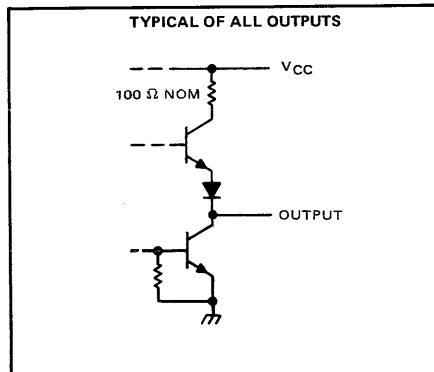 TYPICAL OF ALL OUTPUTS
VCC
100 Ω NOM
OUTPUT